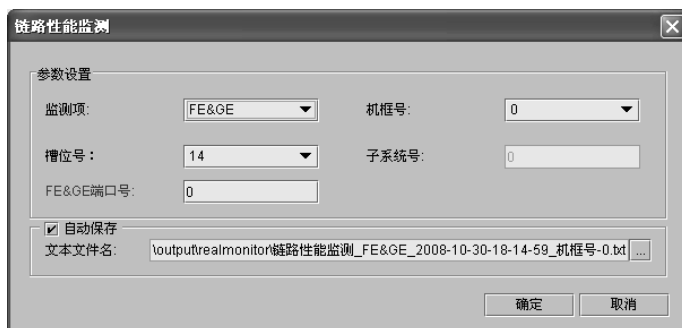 链路性能监测
参数设置
监测项: FE&GE 机框号: 0
槽位号： 14 子系统号: 0
FE&GE端口号: 0
自动保存
文本文件名: \output\realmonitor\链路性能监测_FE&GE_2008-10-30-18-14-59_机框号-0.txt ...
确定 取消